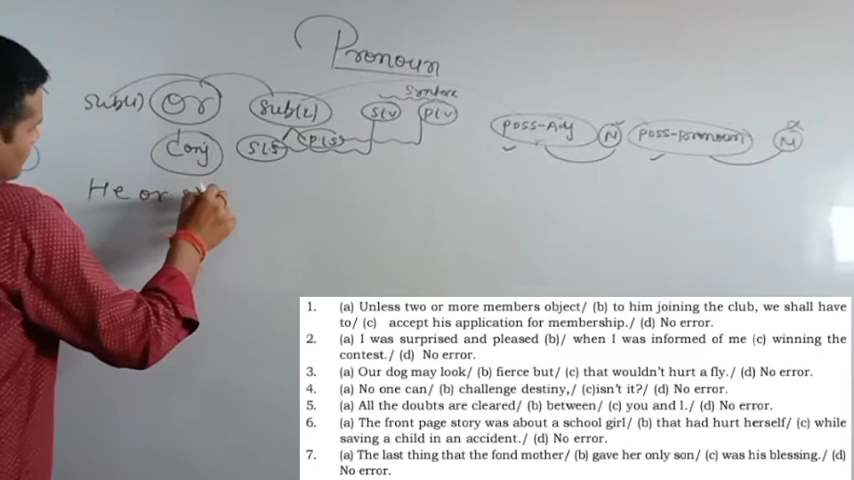 Pronoun
Sub(1) or Sub(2) S(v) P(v) Syntax
Conj S(S) P(S)
Poss-Adj N Poss-Pronoun N x
He or
1. (a) Unless two or more members object/ (b) to him joining the club, we shall have
to/ (c) accept his application for membership./ (d) No error.
2. (a) I was surprised and pleased (b)/ when I was informed of me (c) winning the
contest./ (d) No error.
3. (a) Our dog may look/ (b) fierce but/ (c) that wouldn't hurt a fly./ (d) No error.
4. (a) No one can/ (b) challenge destiny,/ (c)isn't it?/ (d) No error.
5. (a) All the doubts are cleared/ (b) between/ (c) you and I./ (d) No error.
6. (a) The front page story was about a school girl/ (b) that had hurt herself/ (c) while
saving a child in an accident./ (d) No error.
7. (a) The last thing that the fond mother/ (b) gave her only son/ (c) was his blessing./ (d)
No error.